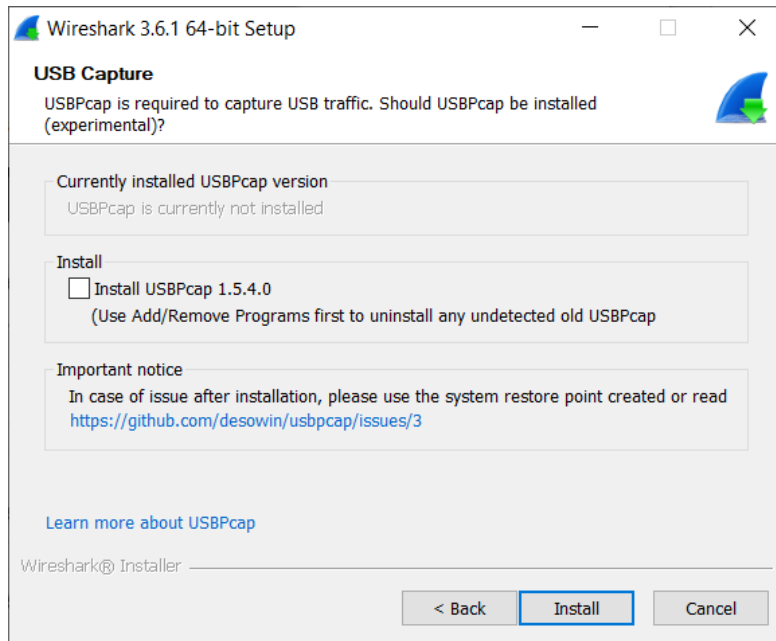 Wireshark 3.6.1 64-bit Setup
USB Capture
USBPcap is required to capture USB traffic. Should USBPcap be installed
(experimental)?
Currently installed USBPcap version
USBPcap is currently not installed
Install
Install USBPcap 1.5.4.0
(Use Add/Remove Programs first to uninstall any undetected old USBPcap
Important notice
In case of issue after installation, please use the system restore point created or read
https://github.com/desowin/usbpcap/issues/3
Learn more about USBPcap
Wireshark® Installer
< Back Install Cancel